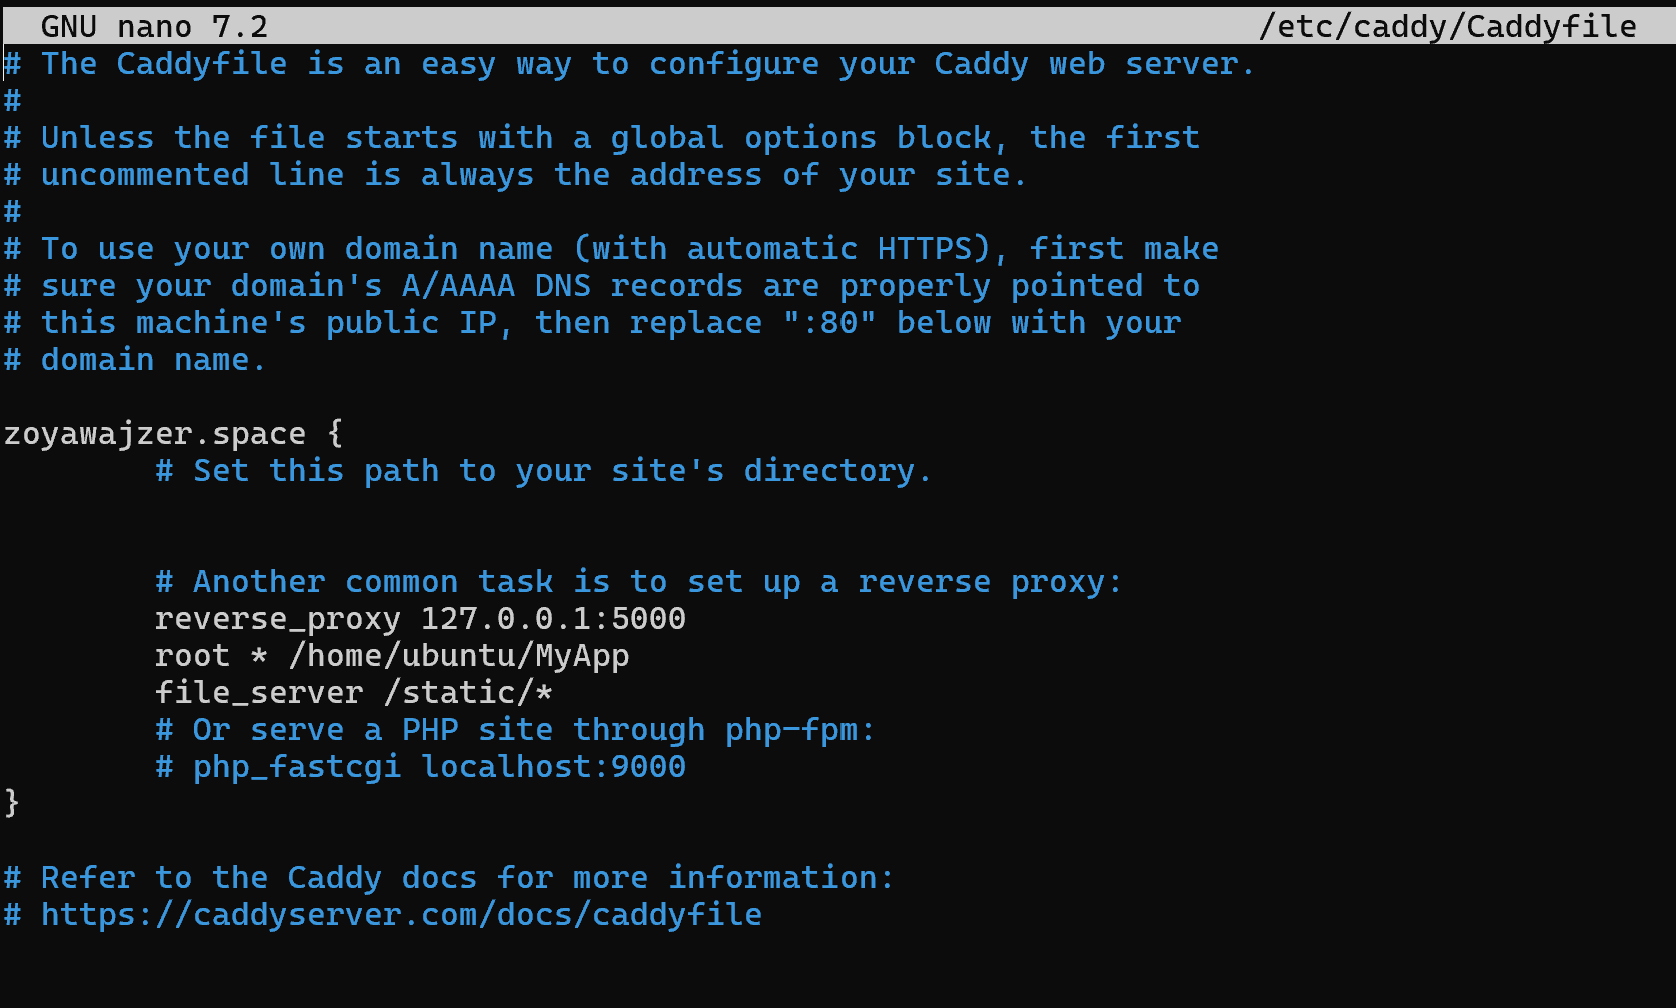 GNU nano 7.2 /etc/caddy/Caddyfile
# The Caddyfile is an easy way to configure your Caddy web server.
#
# Unless the file starts with a global options block, the first
# uncommented line is always the address of your site.
#
# To use your own domain name (with automatic HTTPS), first make
# sure your domain's A/AAAA DNS records are properly pointed to
# this machine's public IP, then replace ":80" below with your
# domain name.

zoyawajzer.space {
        # Set this path to your site's directory.


        # Another common task is to set up a reverse proxy:
        reverse_proxy 127.0.0.1:5000
        root * /home/ubuntu/MyApp
        file_server /static/*
        # Or serve a PHP site through php-fpm:
        # php_fastcgi localhost:9000
}

# Refer to the Caddy docs for more information:
# https://caddyserver.com/docs/caddyfile